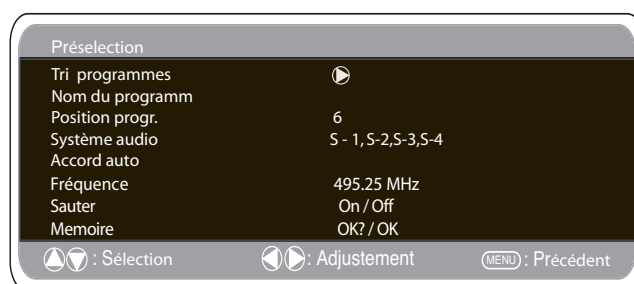 Préselection
Tri programmes
Nom du programm
Position progr. 6
Système audio S - 1, S-2,S-3,S-4
Accord auto
Fréquence 495.25 MHz
Sauter On / Off
Memoire OK? / OK
: Sélection : Adjustement MENU : Précédent